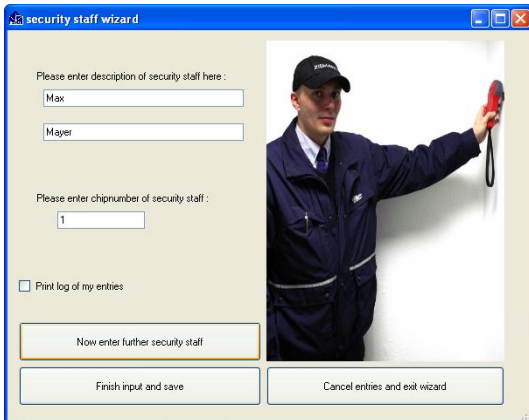 security staff wizard
Please enter description of security staff here :
Max
Mayer
Please enter chipnumber of security staff :
1
Print log of my entries
Now enter further security staff
Finish input and save
Cancel entries and exit wizard